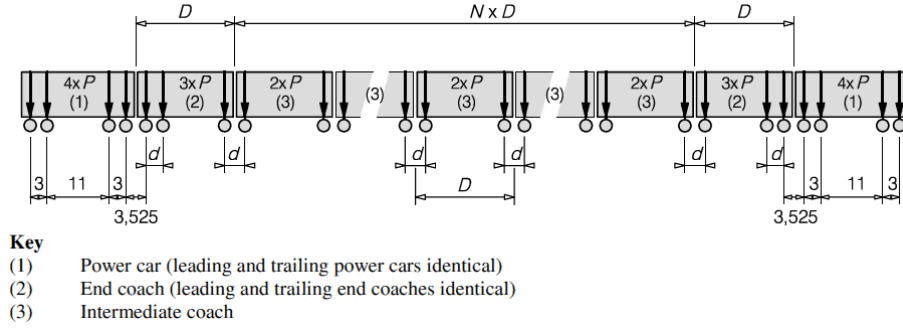 D N x D D
4x P 3x P 2x P 2x P 2x P 3x P 4x P
(1) (2) (3) (3) (3) (3) (3) (2) (1)
d d d d d d
3 11 3 D 3 11 3
3,525 3,525
Key
(1) Power car (leading and trailing power cars identical)
(2) End coach (leading and trailing end coaches identical)
(3) Intermediate coach